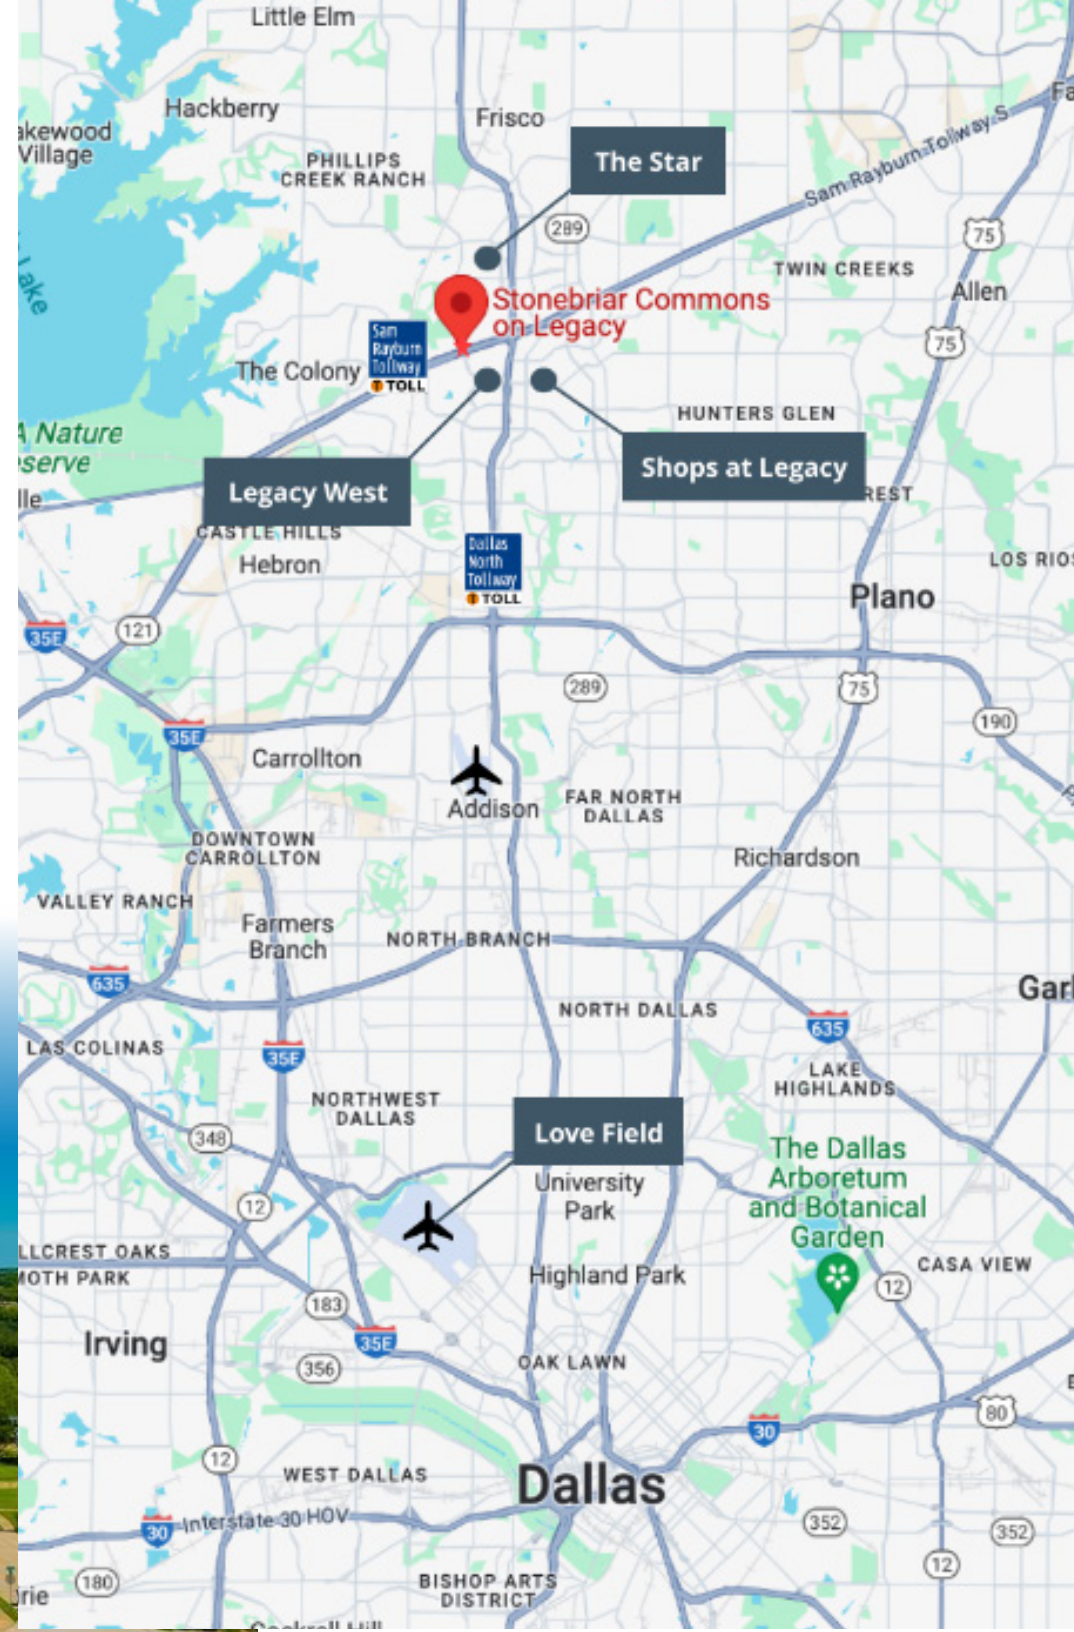 Little Elm
Hackberry
Frisco
akewood
Village
PHILLIPS
CREEK RANCH
The Star
Sam Rayburn Tollway S
289
75
TWIN CREEKS
Allen
Lake
Stonebriar Commons
on Legacy
Sam
Rayburn
Tollway
TOLL
The Colony
75
HUNTERS GLEN
A Nature
serve
Shops at Legacy
Legacy West
REST
CASTLE HILLS
Hebron
Dallas
North
Tollway
TOLL
LOS RIOS
Plano
35E
121
289
75
190
35E
Carrollton
Addison
FAR NORTH
DALLAS
DOWNTOWN
CARROLLTON
Richardson
VALLEY RANCH
Farmers
Branch
NORTH BRANCH
635
Garl
NORTH DALLAS
635
LAS COLINAS
35E
LAKE
HIGHLANDS
NORTHWEST
DALLAS
Love Field
348
The Dallas
Arboretum
and Botanical
Garden
University
Park
12
LLCREST OAKS
MOTH PARK
Highland Park
CASA VIEW
12
183
Irving
35E
356
OAK LAWN
80
30
12
WEST DALLAS
Dallas
30
Interstate 30 HOV
352
352
12
180
irie
BISHOP ARTS
DISTRICT
Cockrell Hill